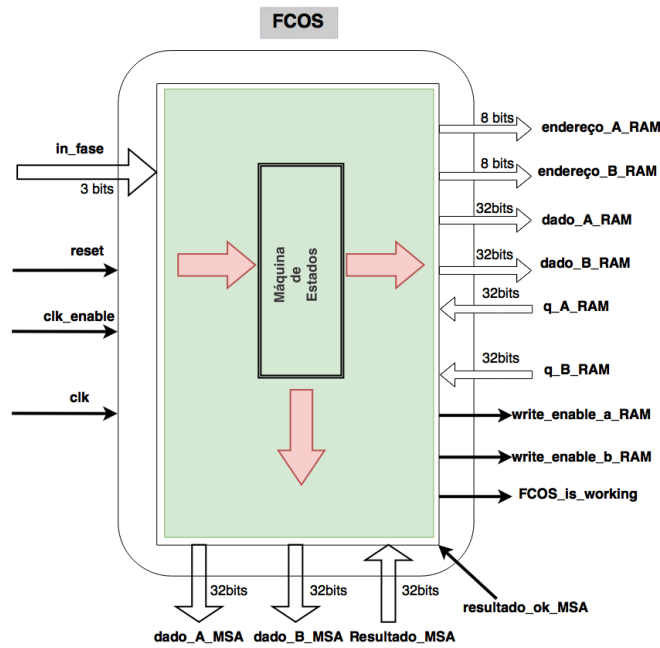 FCOS
in_fase
3 bits
reset
clk_enable
clk
Máquina
de
Estados
8 bits
endereço_A_RAM
8 bits
endereço_B_RAM
32bits
dado_A_RAM
32bits
dado_B_RAM
32bits
q_A_RAM
32bits
q_B_RAM
write_enable_a_RAM
write_enable_b_RAM
FCOS_is_working
resultado_ok_MSA
32bits
32bits
32bits
dado_A_MSA
dado_B_MSA
Resultado_MSA